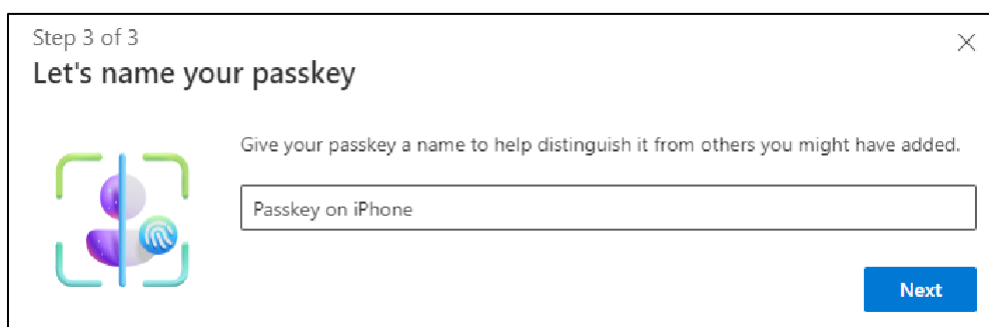 Step 3 of 3
Let's name your passkey
Give your passkey a name to help distinguish it from others you might have added.
Passkey on iPhone
Next